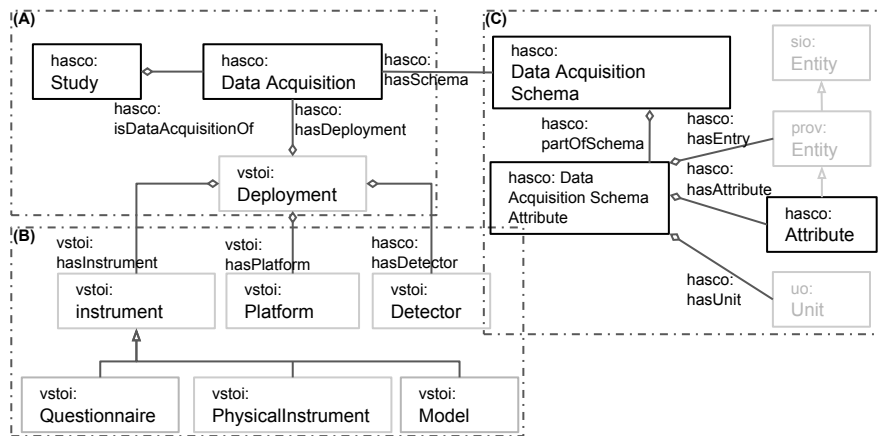 (A)
hasco:
Study
hasco:
Data Acquisition
hasco:
isDataAcquisitionOf
hasco:
hasDeployment
hasco:
hasSchema
vstoi:
Deployment
(B)
vstoi:
hasInstrument
vstoi:
hasPlatform
hasco:
hasDetector
vstoi:
instrument
vstoi:
Platform
vstoi:
Detector
vstoi:
Questionnaire
vstoi:
PhysicalInstrument
vstoi:
Model
(C)
hasco:
Data Acquisition
Schema
sio:
Entity
hasco:
partOfSchema
hasco:
hasEntry
prov:
Entity
hasco: Data
Acquisition Schema
Attribute
hasco:
hasAttribute
hasco:
Attribute
hasco:
hasUnit
uo:
Unit